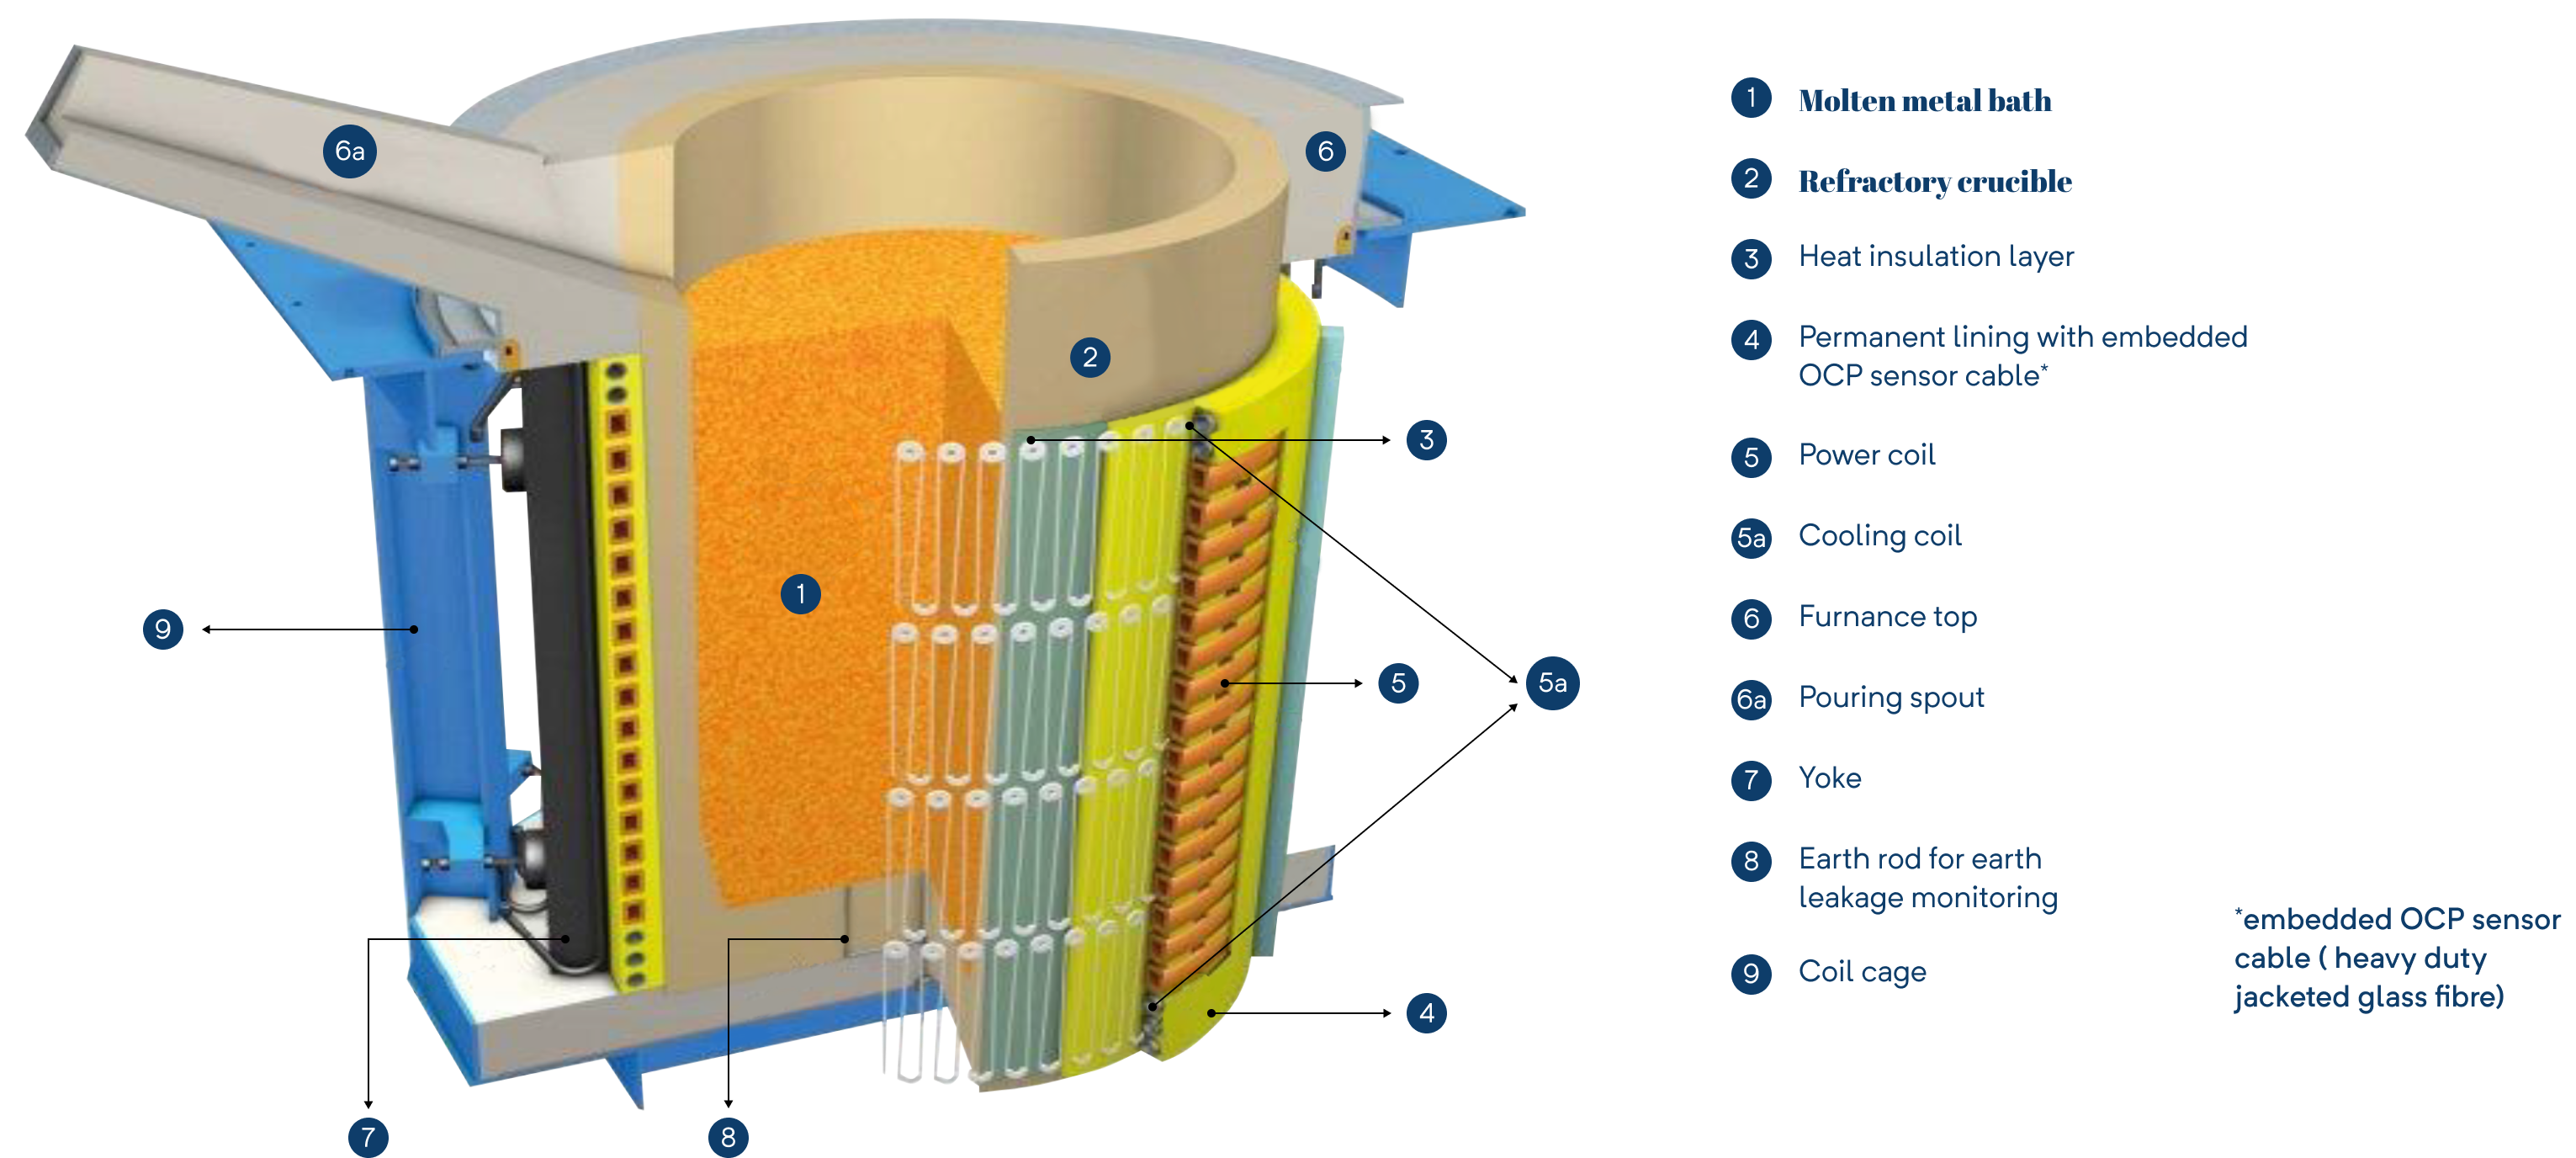 6a
6
2
3
1
9
5
5a
4
7
8
1 Molten metal bath
2 Refractory crucible
3 Heat insulation layer
4 Permanent lining with embedded
OCP sensor cable*
5 Power coil
5a Cooling coil
6 Furnance top
6a Pouring spout
7 Yoke
8 Earth rod for earth
leakage monitoring
9 Coil cage
*embedded OCP sensor
cable ( heavy duty
jacketed glass fibre)